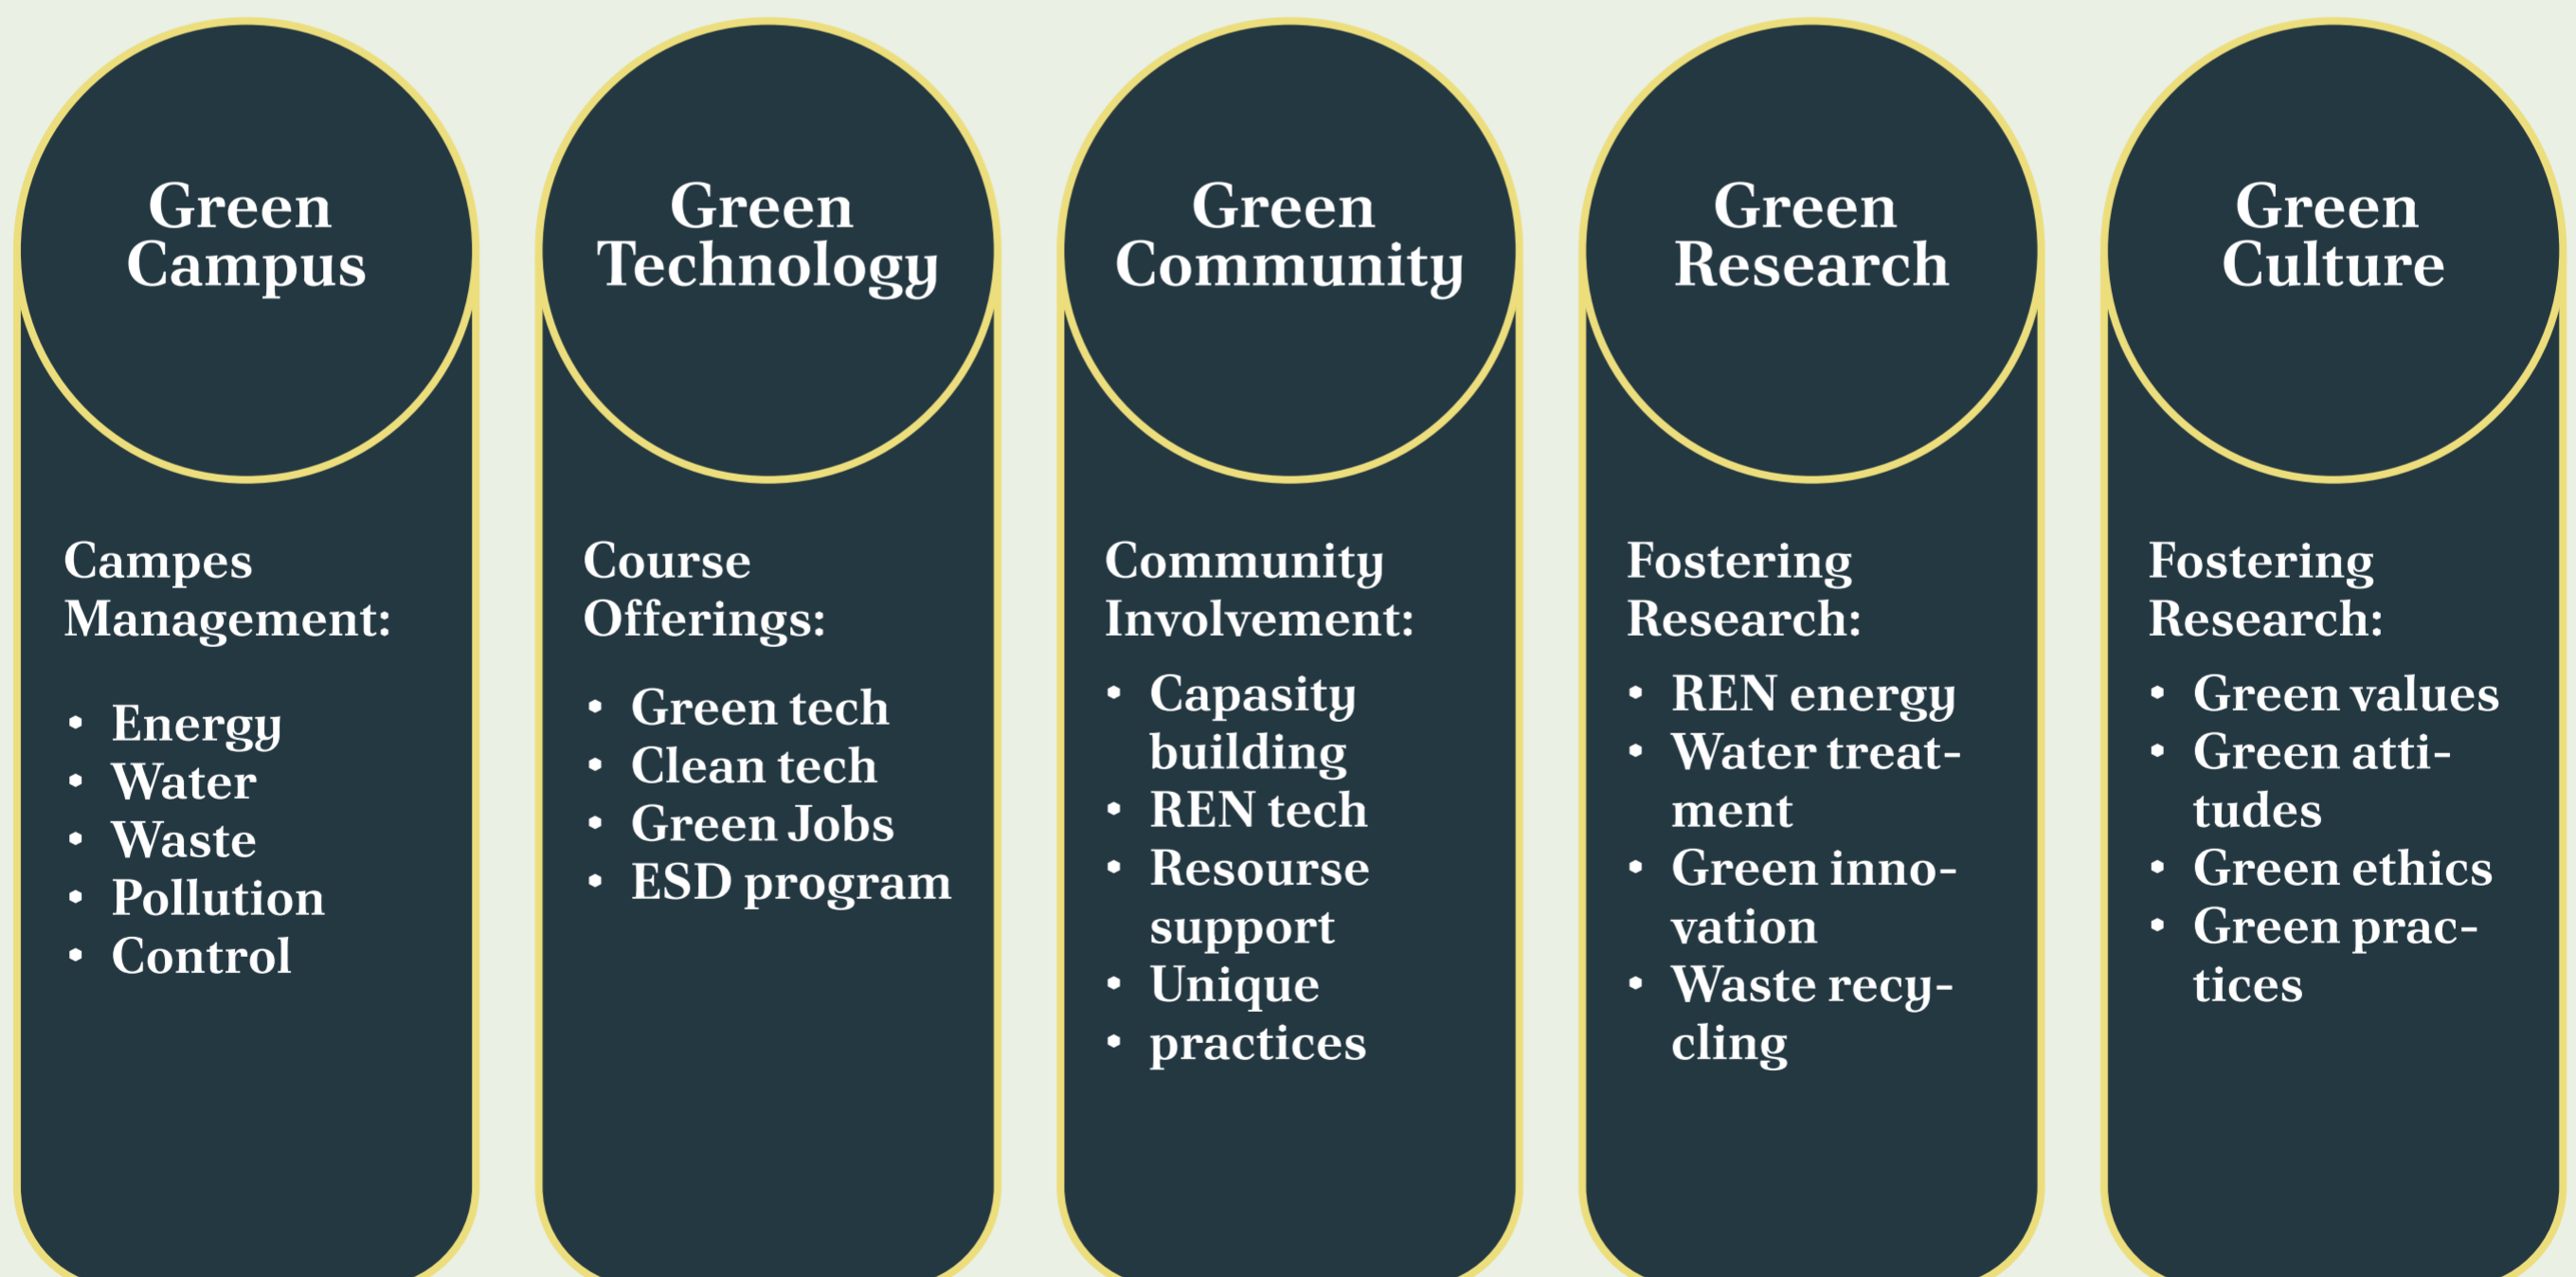 Green
Campus
Campes
Management:
• Energy
• Water
• Waste
• Pollution
• Control
Green
Technology
Course
Offerings:
• Green tech
• Clean tech
• Green Jobs
• ESD program
Green
Community
Community
Involvement:
• Capasity
building
• REN tech
• Resourse
support
• Unique
• practices
Green
Research
Fostering
Research:
• REN energy
• Water treat-
ment
• Green inno-
vation
• Waste recy-
cling
Green
Culture
Fostering
Research:
• Green values
• Green atti-
tudes
• Green ethics
• Green prac-
tices